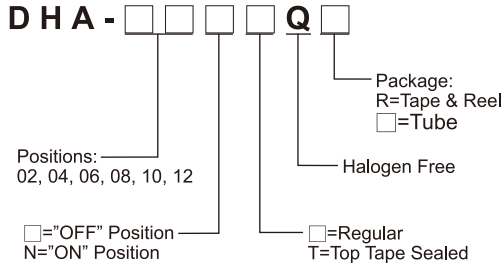 DHA-□□□□Q□
Package:
R=Tape & Reel
□=Tube
Positions:
02, 04, 06, 08, 10, 12
Halogen Free
□=”OFF” Position
N=”ON” Position
□=Regular
T=Top Tape Sealed